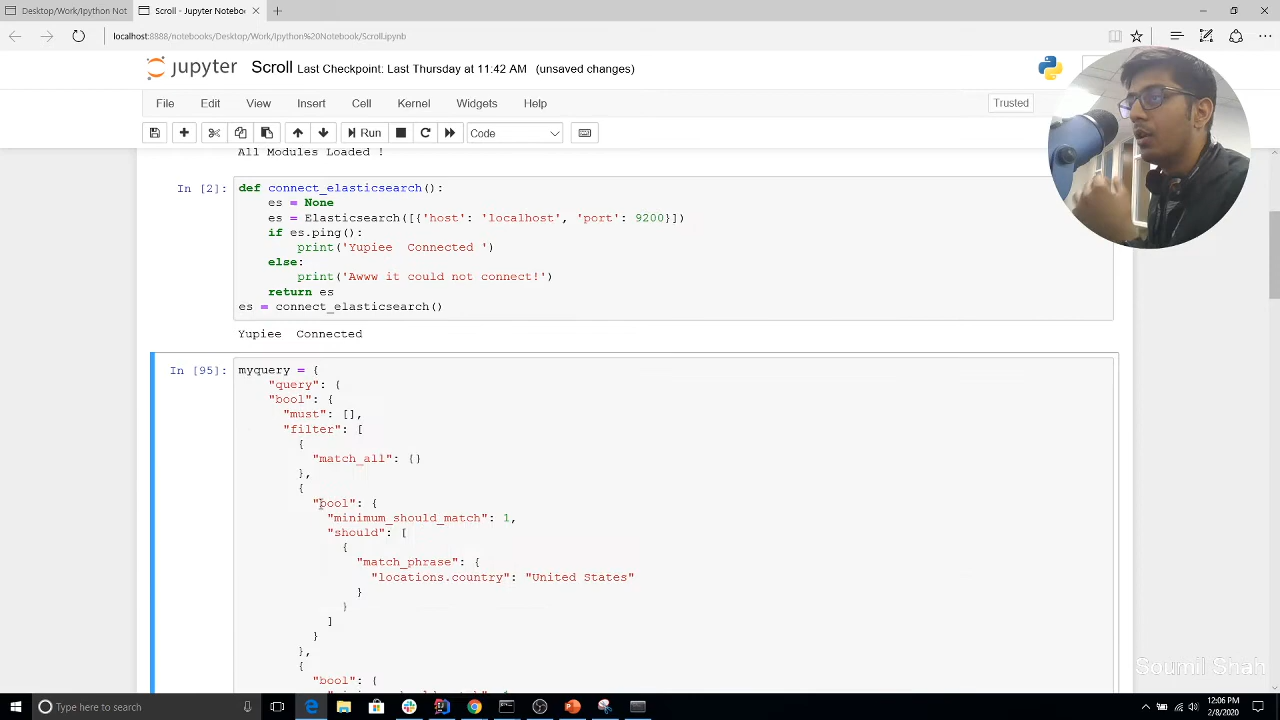 Desktop/Work/Ipython Not
Scroll - Jupyter Notebook
localhost:8888/notebooks/Desktop/Work/Ipython%20Notebook/Scroll.ipynb
jupyter Scroll Last Checkpoint: Last Thursday at 11:42 AM (unsaved changes)
File Edit View Insert Cell Kernel Widgets Help Trusted
Run Code
All Modules Loaded !
In [2]: def connect_elasticsearch():
es = None
es = Elasticsearch([{'host': 'localhost', 'port': 9200}])
if es.ping():
print('Yupiee  Connected ')
else:
print('Awww it could not connect!')
return es
es = connect_elasticsearch()
Yupiee  Connected
In [95]: myquery = {
"query": {
"bool": {
"must": [],
"filter": [
{
"match_all": {}
},
{
"bool": {
"minimum_should_match": 1,
"should": [
{
"match_phrase": {
"locations.country": "United States"
}
}
]
}
},
{
"bool": {
Soumil Shah
Type here to search
12:06 PM
2/8/2020